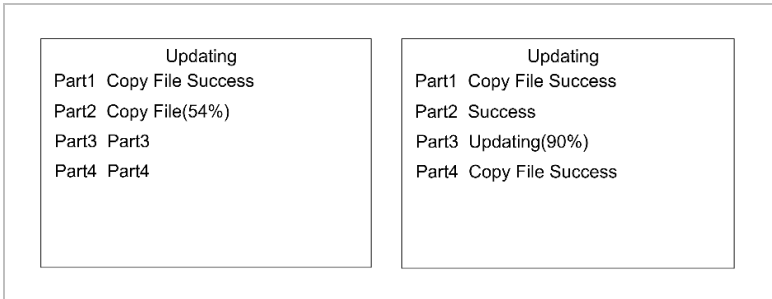 Updating
Part1 Copy File Success
Part2 Copy File(54%)
Part3 Part3
Part4 Part4
Updating
Part1 Copy File Success
Part2 Success
Part3 Updating(90%)
Part4 Copy File Success